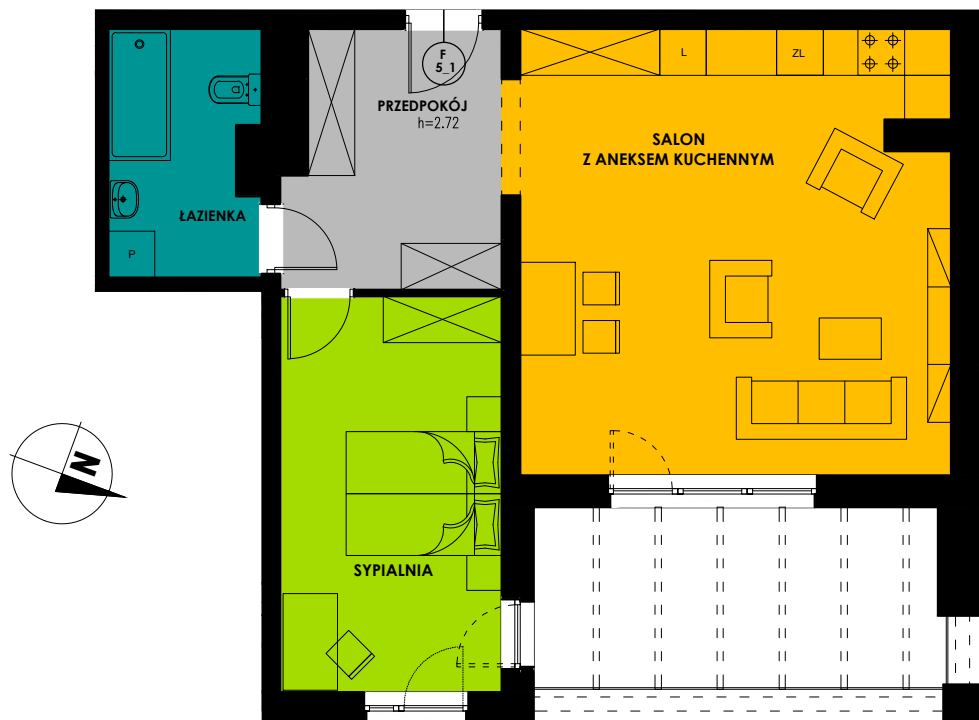 F
5_1
PRZEDPOKÓJ
h=2.72
L
ZL
SALON
Z ANEKSEM KUCHENNYM
ŁAZIENKA
P
N
SYPIALNIA